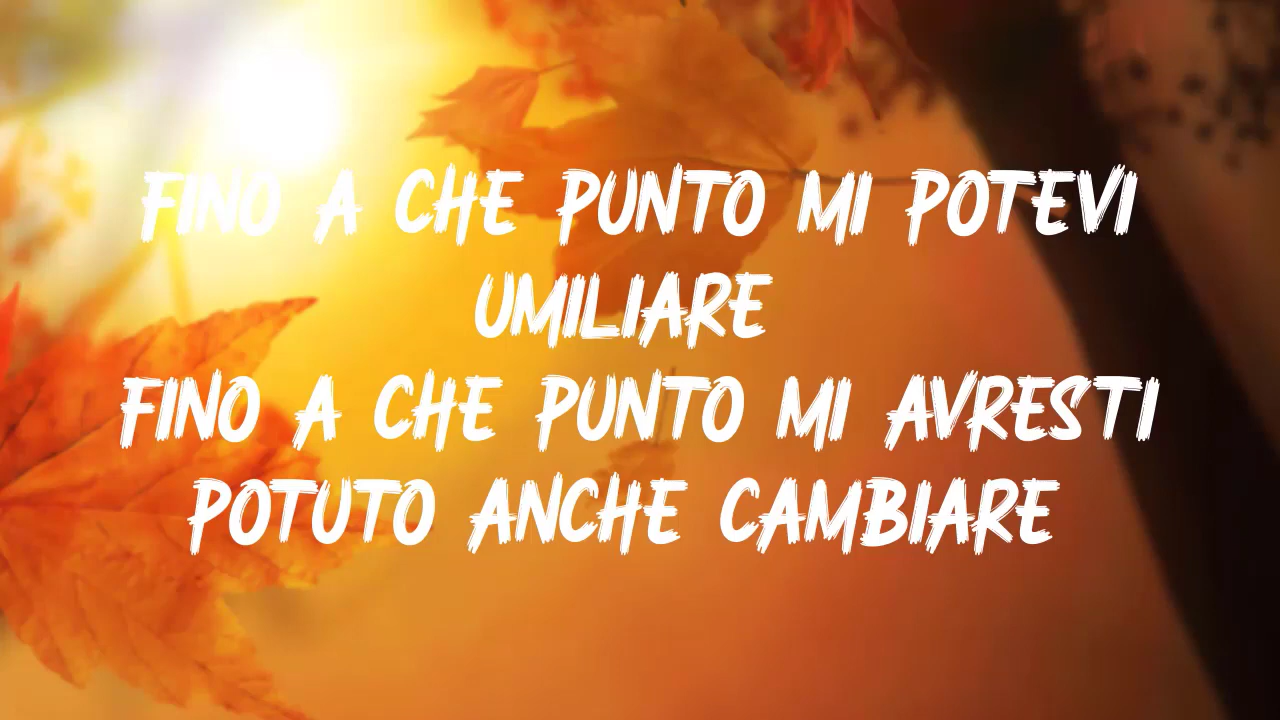 FINO A CHE PUNTO MI POTEVI
UMILIARE
FINO A CHE PUNTO MI AVRESTI
POTUTO ANCHE CAMBIARE